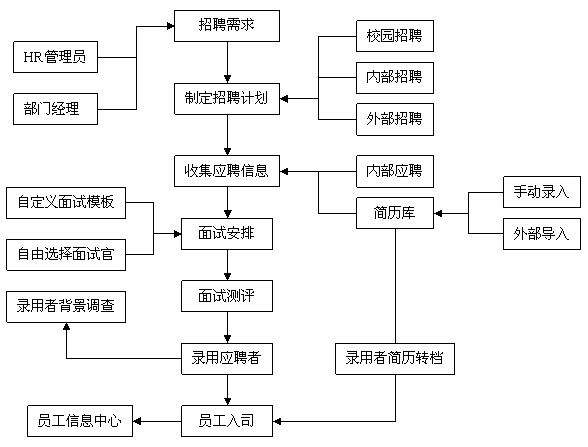 招聘需求
校园招聘
HR管理员
内部招聘
部门经理
制定招聘计划
外部招聘
收集应聘信息
内部应聘
手动录入
自定义面试模板
简历库
面试安排
外部导入
自由选择面试官
面试测评
录用者背景调查
录用应聘者
录用者简历转档
员工信息中心
员工入司